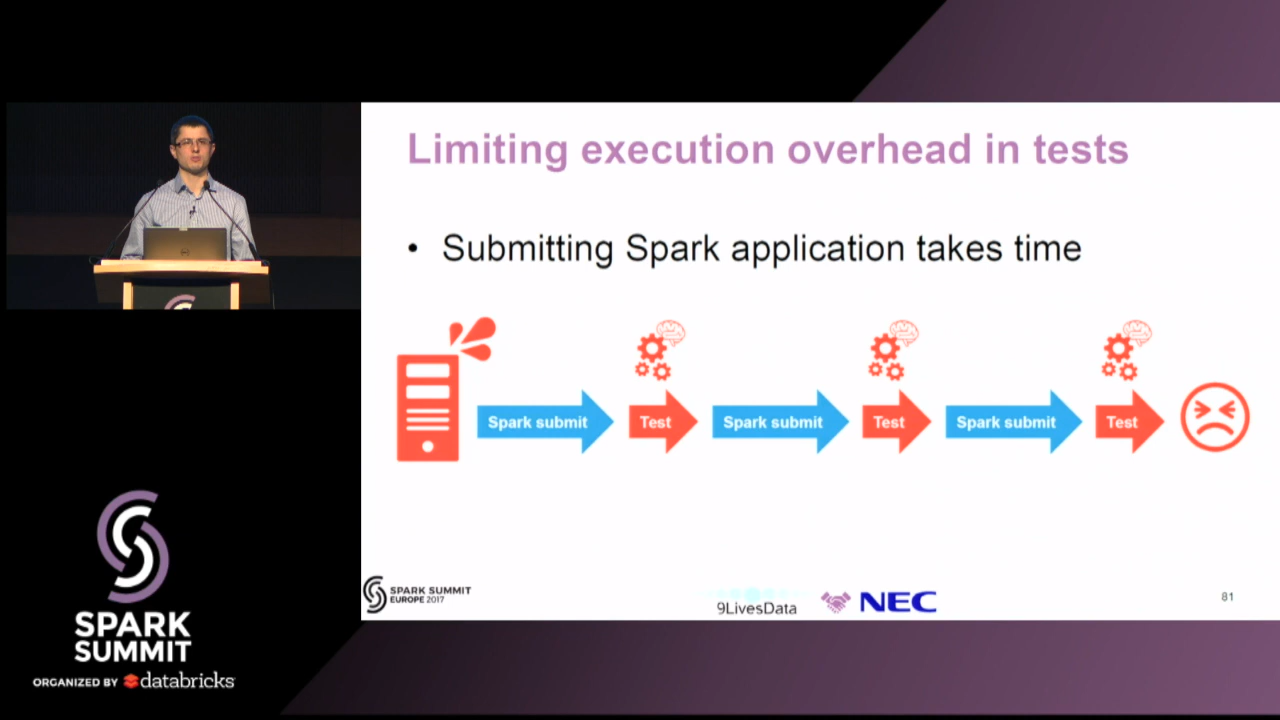 Limiting execution overhead in tests
• Submitting Spark application takes time
Spark submit
Test
Spark submit
Test
Spark submit
Test
SPARK SUMMIT
EUROPE 2017
9LivesData
NEC
81
SPARK
SUMMIT
ORGANIZED BY databricks